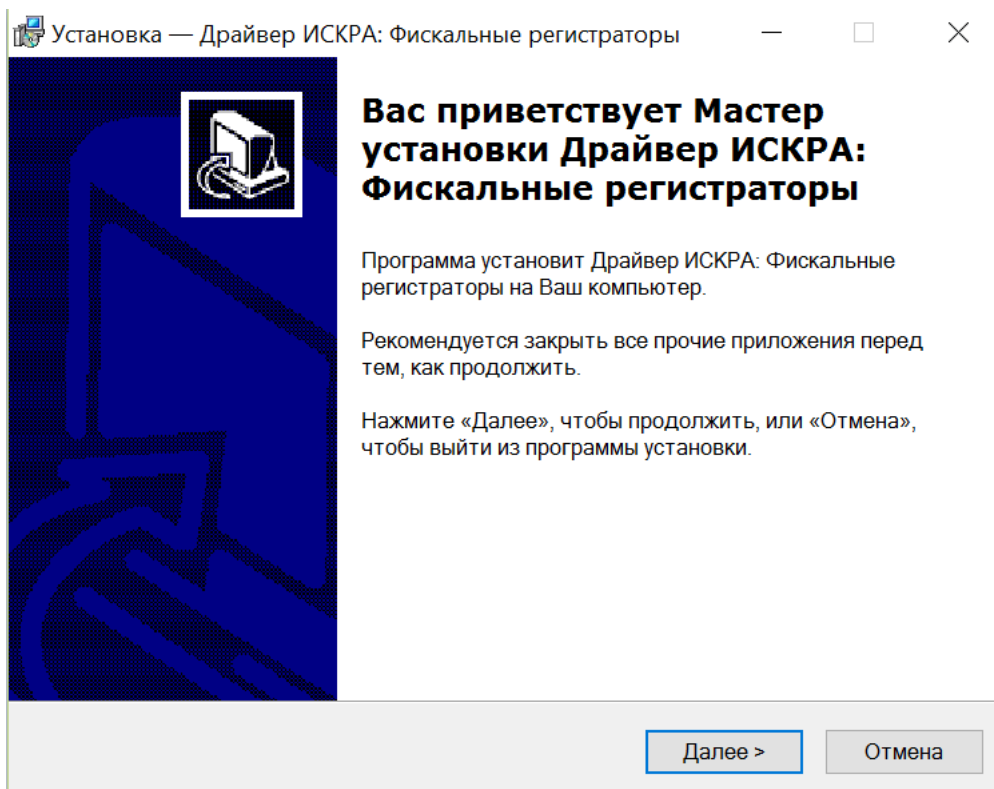 Установка — Драйвер ИСКРА: Фискальные регистраторы
Вас приветствует Мастер
установки Драйвер ИСКРА:
Фискальные регистраторы
Программа установит Драйвер ИСКРА: Фискальные
регистраторы на Ваш компьютер.
Рекомендуется закрыть все прочие приложения перед
тем, как продолжить.
Нажмите «Далее», чтобы продолжить, или «Отмена»,
чтобы выйти из программы установки.
Далее >
Отмена